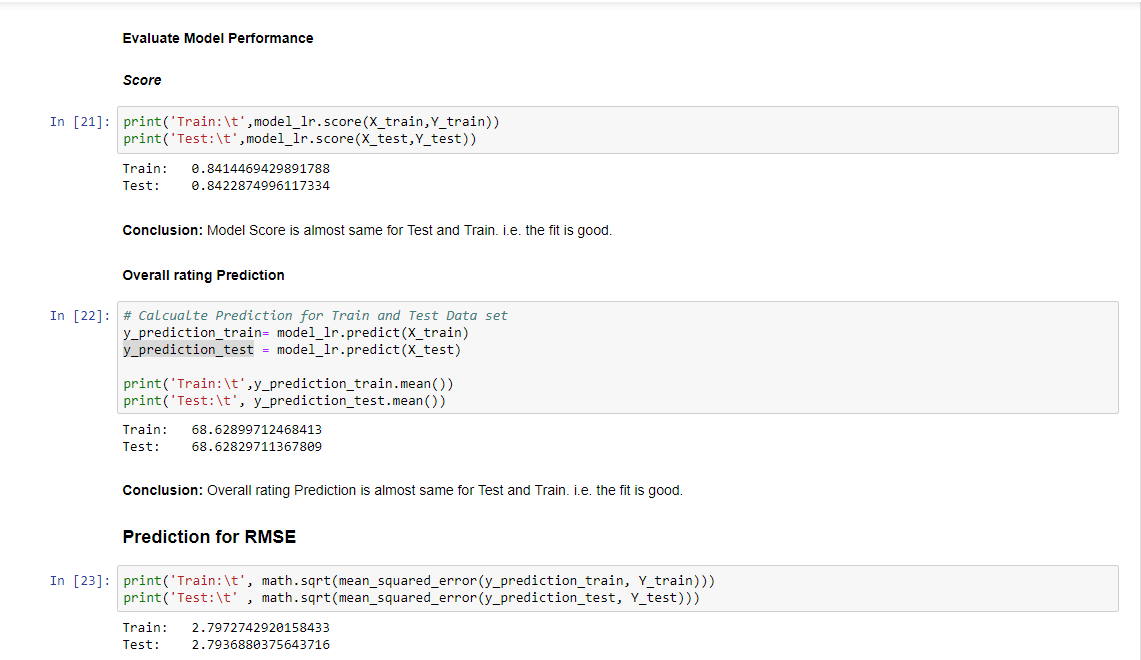 Evaluate Model Performance
Score
In [21]: print('Train:\t',model_lr.score(X_train,Y_train))
print('Test:\t',model_lr.score(X_test,Y_test))
Train: 0.8414469429891788
Test: 0.8422874996117334
Conclusion: Model Score is almost same for Test and Train. i.e. the fit is good.
Overall rating Prediction
In [22]: # Calcualte Prediction for Train and Test Data set
y_prediction_train= model_lr.predict(X_train)
y_prediction_test = model_lr.predict(X_test)
print('Train:\t',y_prediction_train.mean())
print('Test:\t', y_prediction_test.mean())
Train: 68.62899712468413
Test: 68.62829711367809
Conclusion: Overall rating Prediction is almost same for Test and Train. i.e. the fit is good.
Prediction for RMSE
In [23]: print('Train:\t', math.sqrt(mean_squared_error(y_prediction_train, Y_train)))
print('Test:\t' , math.sqrt(mean_squared_error(y_prediction_test, Y_test)))
Train: 2.7972742920158433
Test: 2.7936880375643716